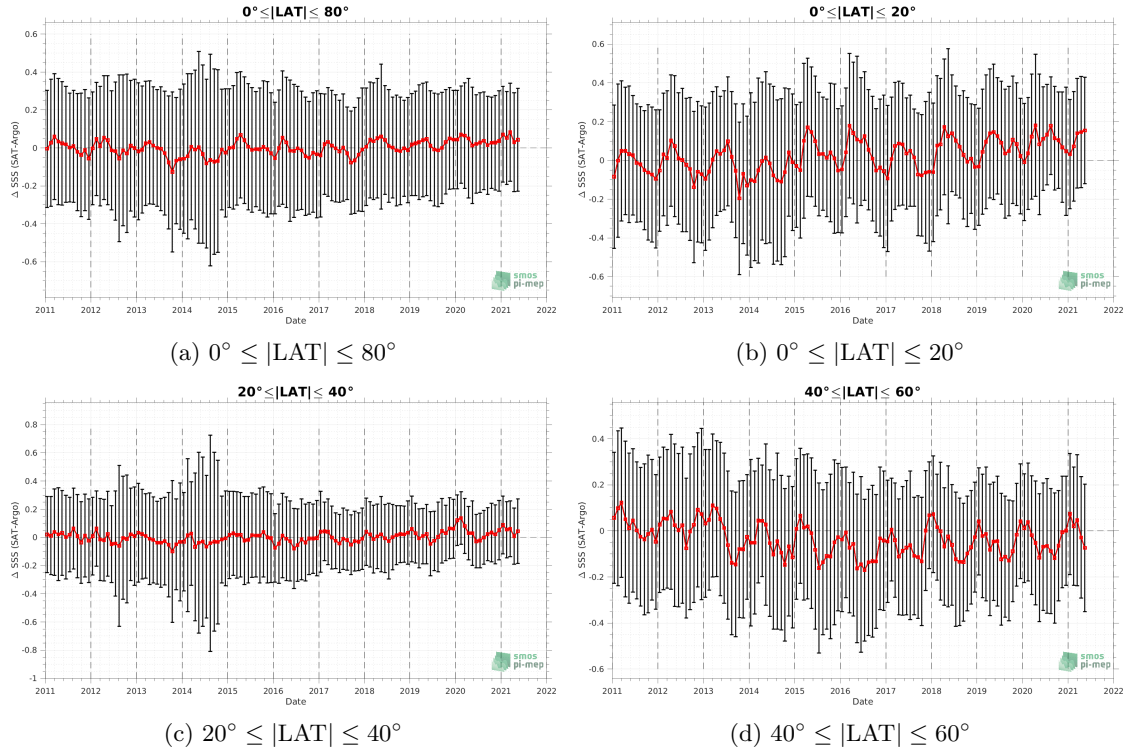 0°≤|LAT|≤ 80°
0.6
0.4
0.2
0
-0.2
-0.4
-0.6
Δ SSS (SAT-Argo)
smos
pi-mep
2011 2012 2013 2014 2015 2016 2017 2018 2019 2020 2021 2022
Date
(a) 0° ≤ |LAT| ≤ 80°
0°≤|LAT|≤ 20°
0.6
0.4
0.2
0
-0.2
-0.4
-0.6
Δ SSS (SAT-Argo)
smos
pi-mep
2011 2012 2013 2014 2015 2016 2017 2018 2019 2020 2021 2022
Date
(b) 0° ≤ |LAT| ≤ 20°
20°≤|LAT|≤ 40°
0.8
0.6
0.4
0.2
0
-0.2
-0.4
-0.6
-0.8
-1
Δ SSS (SAT-Argo)
smos
pi-mep
2011 2012 2013 2014 2015 2016 2017 2018 2019 2020 2021 2022
Date
(c) 20° ≤ |LAT| ≤ 40°
40°≤|LAT|≤ 60°
0.4
0.2
0
-0.2
-0.4
-0.6
Δ SSS (SAT-Argo)
smos
pi-mep
2011 2012 2013 2014 2015 2016 2017 2018 2019 2020 2021 2022
Date
(d) 40° ≤ |LAT| ≤ 60°